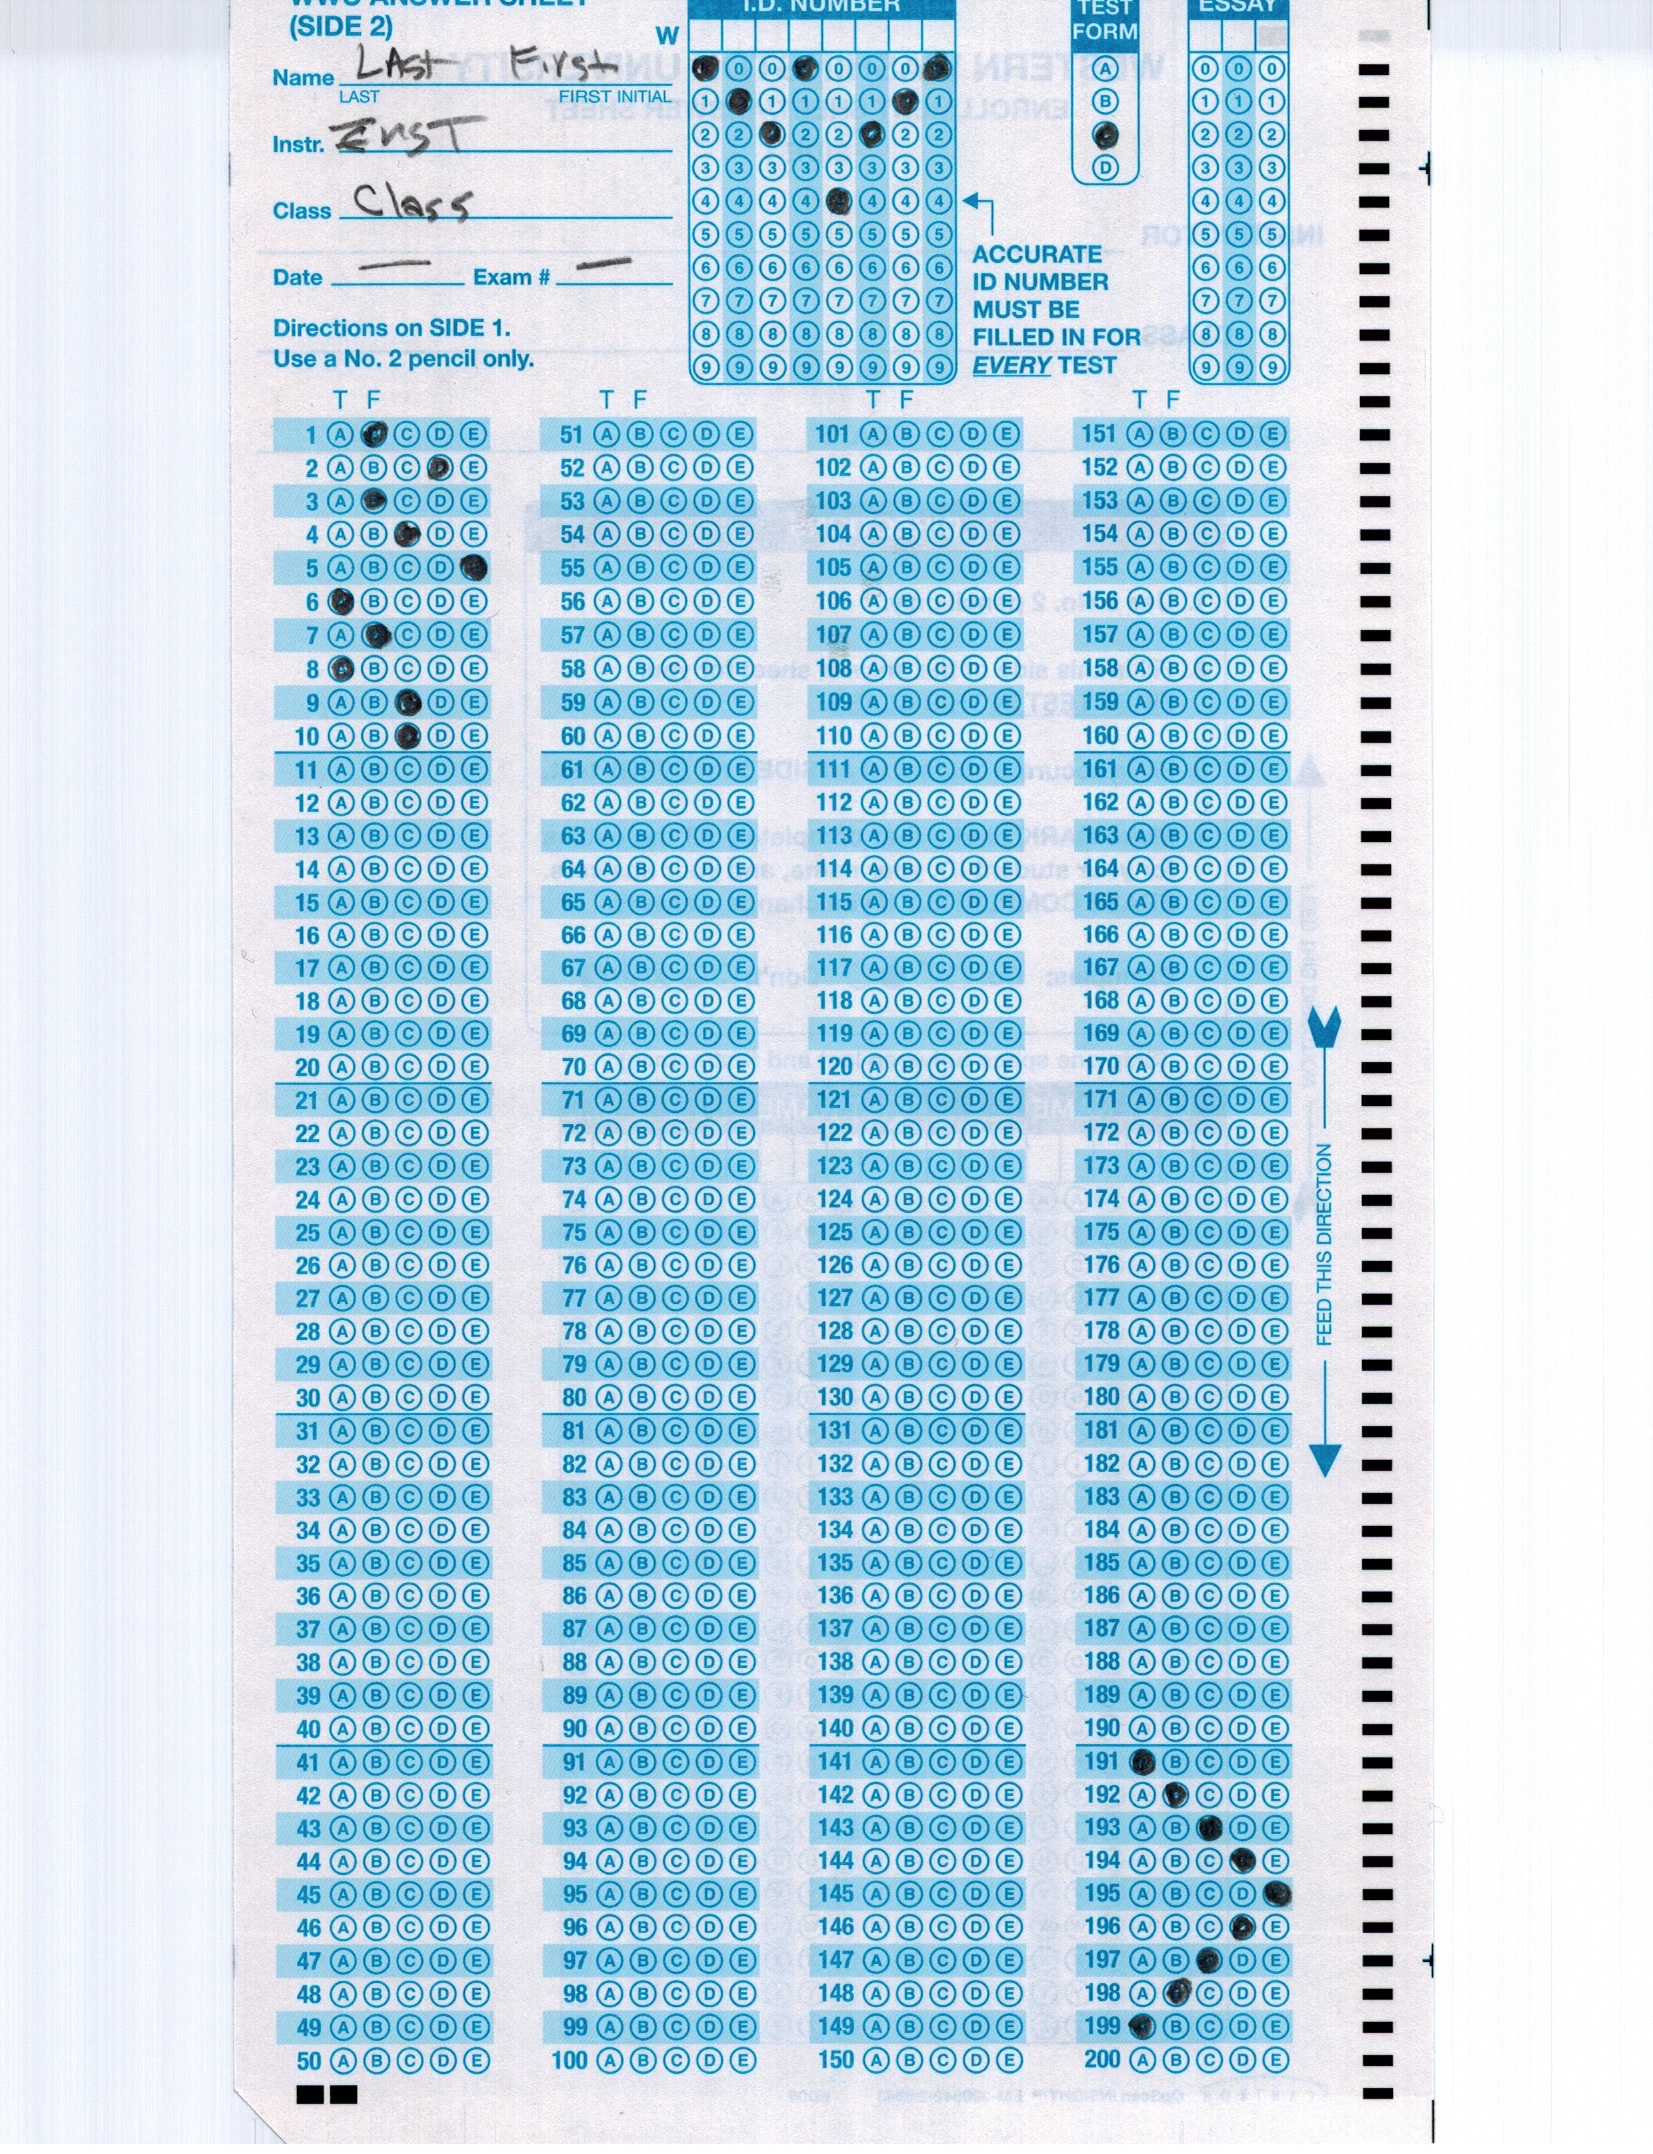 WWU ANSWER SHEET
(SIDE 2)
W
Name LAst First
LAST FIRST INITIAL
Instr. InsT
Class Class
Date — Exam # —
Directions on SIDE 1.
Use a No. 2 pencil only.
I.D. NUMBER
0 0 0 0 0
1 1 1 1 1 1
2 2 2 2 2 2
3 3 3 3 3 3 3 3
4 4 4 4 4 4 4
5 5 5 5 5 5 5 5
6 6 6 6 6 6 6 6
7 7 7 7 7 7 7 7
8 8 8 8 8 8 8 8
9 9 9 9 9 9 9 9
ACCURATE
ID NUMBER
MUST BE
FILLED IN FOR
EVERY TEST
TEST
FORM
A
B
D
ESSAY
0 0 0
1 1 1
2 2 2
3 3 3
4 4 4
5 5 5
6 6 6
7 7 7
8 8 8
9 9 9
T F T F T F T F
1 A C D E 51 A B C D E 101 A B C D E 151 A B C D E
2 A B C D E 52 A B C D E 102 A B C D E 152 A B C D E
3 A B C D E 53 A B C D E 103 A B C D E 153 A B C D E
4 A B D E 54 A B C D E 104 A B C D E 154 A B C D E
5 A B C D 55 A B C D E 105 A B C D E 155 A B C D E
6 B C D E 56 A B C D E 106 A B C D E 156 A B C D E
7 A C D E 57 A B C D E 107 A B C D E 157 A B C D E
8 A B C D E 58 A B C D E 108 A B C D E 158 A B C D E
9 A B D E 59 A B C D E 109 A B C D E 159 A B C D E
10 A B D E 60 A B C D E 110 A B C D E 160 A B C D E
11 A B C D E 61 A B C D E 111 A B C D E 161 A B C D E
12 A B C D E 62 A B C D E 112 A B C D E 162 A B C D E
13 A B C D E 63 A B C D E 113 A B C D E 163 A B C D E
14 A B C D E 64 A B C D E 114 A B C D E 164 A B C D E
15 A B C D E 65 A B C D E 115 A B C D E 165 A B C D E
16 A B C D E 66 A B C D E 116 A B C D E 166 A B C D E
17 A B C D E 67 A B C D E 117 A B C D E 167 A B C D E
18 A B C D E 68 A B C D E 118 A B C D E 168 A B C D E
19 A B C D E 69 A B C D E 119 A B C D E 169 A B C D E
20 A B C D E 70 A B C D E 120 A B C D E 170 A B C D E
21 A B C D E 71 A B C D E 121 A B C D E 171 A B C D E
22 A B C D E 72 A B C D E 122 A B C D E 172 A B C D E
23 A B C D E 73 A B C D E 123 A B C D E 173 A B C D E
24 A B C D E 74 A B C D E 124 A B C D E 174 A B C D E
25 A B C D E 75 A B C D E 125 A B C D E 175 A B C D E
26 A B C D E 76 A B C D E 126 A B C D E 176 A B C D E
27 A B C D E 77 A B C D E 127 A B C D E 177 A B C D E
28 A B C D E 78 A B C D E 128 A B C D E 178 A B C D E
29 A B C D E 79 A B C D E 129 A B C D E 179 A B C D E
30 A B C D E 80 A B C D E 130 A B C D E 180 A B C D E
31 A B C D E 81 A B C D E 131 A B C D E 181 A B C D E
32 A B C D E 82 A B C D E 132 A B C D E 182 A B C D E
33 A B C D E 83 A B C D E 133 A B C D E 183 A B C D E
34 A B C D E 84 A B C D E 134 A B C D E 184 A B C D E
35 A B C D E 85 A B C D E 135 A B C D E 185 A B C D E
36 A B C D E 86 A B C D E 136 A B C D E 186 A B C D E
37 A B C D E 87 A B C D E 137 A B C D E 187 A B C D E
38 A B C D E 88 A B C D E 138 A B C D E 188 A B C D E
39 A B C D E 89 A B C D E 139 A B C D E 189 A B C D E
40 A B C D E 90 A B C D E 140 A B C D E 190 A B C D E
41 A B C D E 91 A B C D E 141 A B C D E 191 B C D E
42 A B C D E 92 A B C D E 142 A B C D E 192 A C D E
43 A B C D E 93 A B C D E 143 A B C D E 193 A B D E
44 A B C D E 94 A B C D E 144 A B C D E 194 A B C E
45 A B C D E 95 A B C D E 145 A B C D E 195 A B C D
46 A B C D E 96 A B C D E 146 A B C D E 196 A B C E
47 A B C D E 97 A B C D E 147 A B C D E 197 A B D E
48 A B C D E 98 A B C D E 148 A B C D E 198 A C D E
49 A B C D E 99 A B C D E 149 A B C D E 199 B C D E
50 A B C D E 100 A B C D E 150 A B C D E 200 A B C D E
FEED THIS DIRECTION